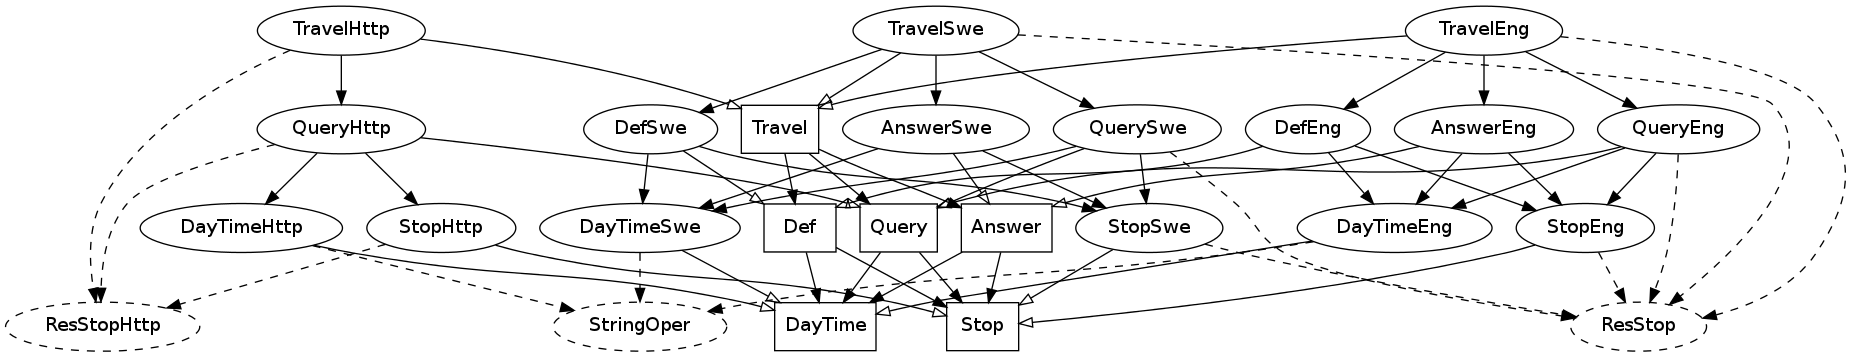 TravelHttp
TravelSwe
TravelEng
QueryHttp
DefSwe
Travel
AnswerSwe
QuerySwe
DefEng
AnswerEng
QueryEng
DayTimeHttp
StopHttp
DayTimeSwe
Def
Query
Answer
StopSwe
DayTimeEng
StopEng
ResStopHttp
StringOper
DayTime
Stop
ResStop